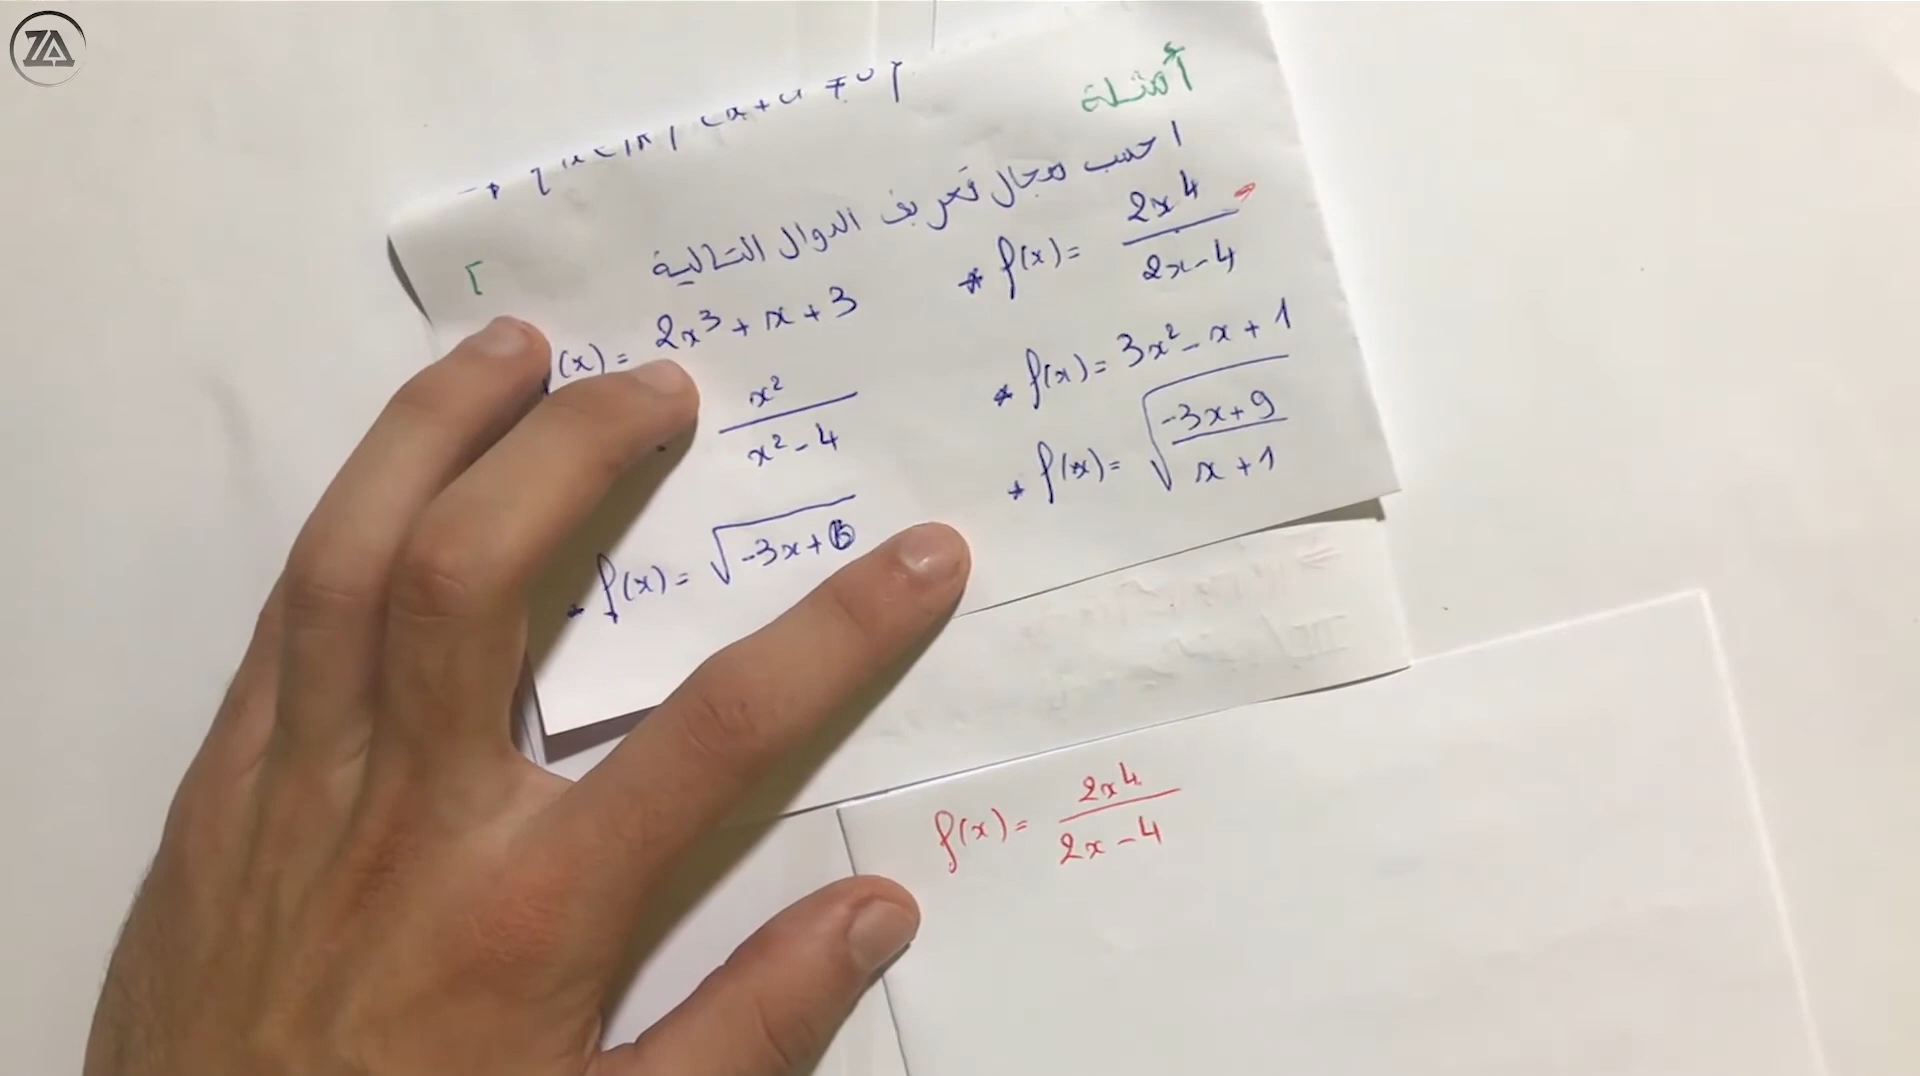 ZA
أمثلة
احسب مجال تعريف الدوال التالية
* f(x) = 2x⁴ / 2x-4
(x) = 2x³ + x + 3
* f(x) = 3x² - x + 1
x² / x² - 4
* f(x) = √(-3x+9 / x+1)
* f(x) = √(-3x+6)
f(x) = 2x⁴ / 2x-4